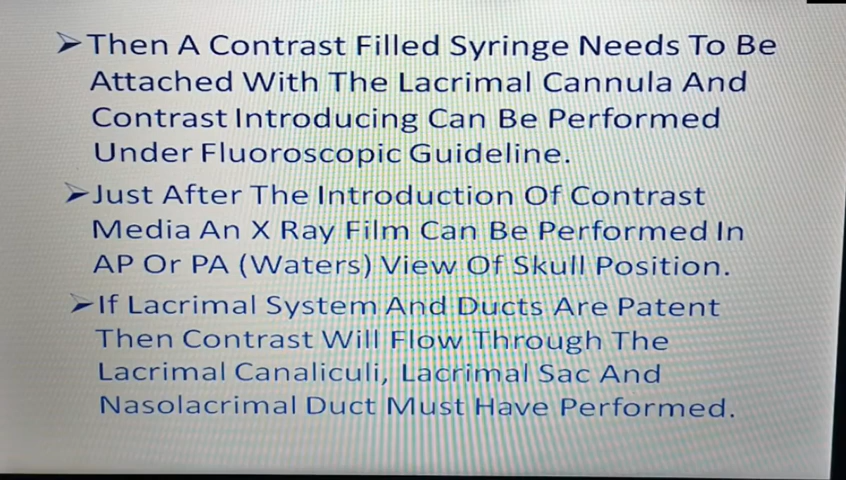 ➢Then A Contrast Filled Syringe Needs To Be
Attached With The Lacrimal Cannula And
Contrast Introducing Can Be Performed
Under Fluoroscopic Guideline.
➢Just After The Introduction Of Contrast
Media An X Ray Film Can Be Performed In
AP Or PA (Waters) View Of Skull Position.
➢If Lacrimal System And Ducts Are Patent
Then Contrast Will Flow Through The
Lacrimal Canaliculi, Lacrimal Sac And
Nasolacrimal Duct Must Have Performed.